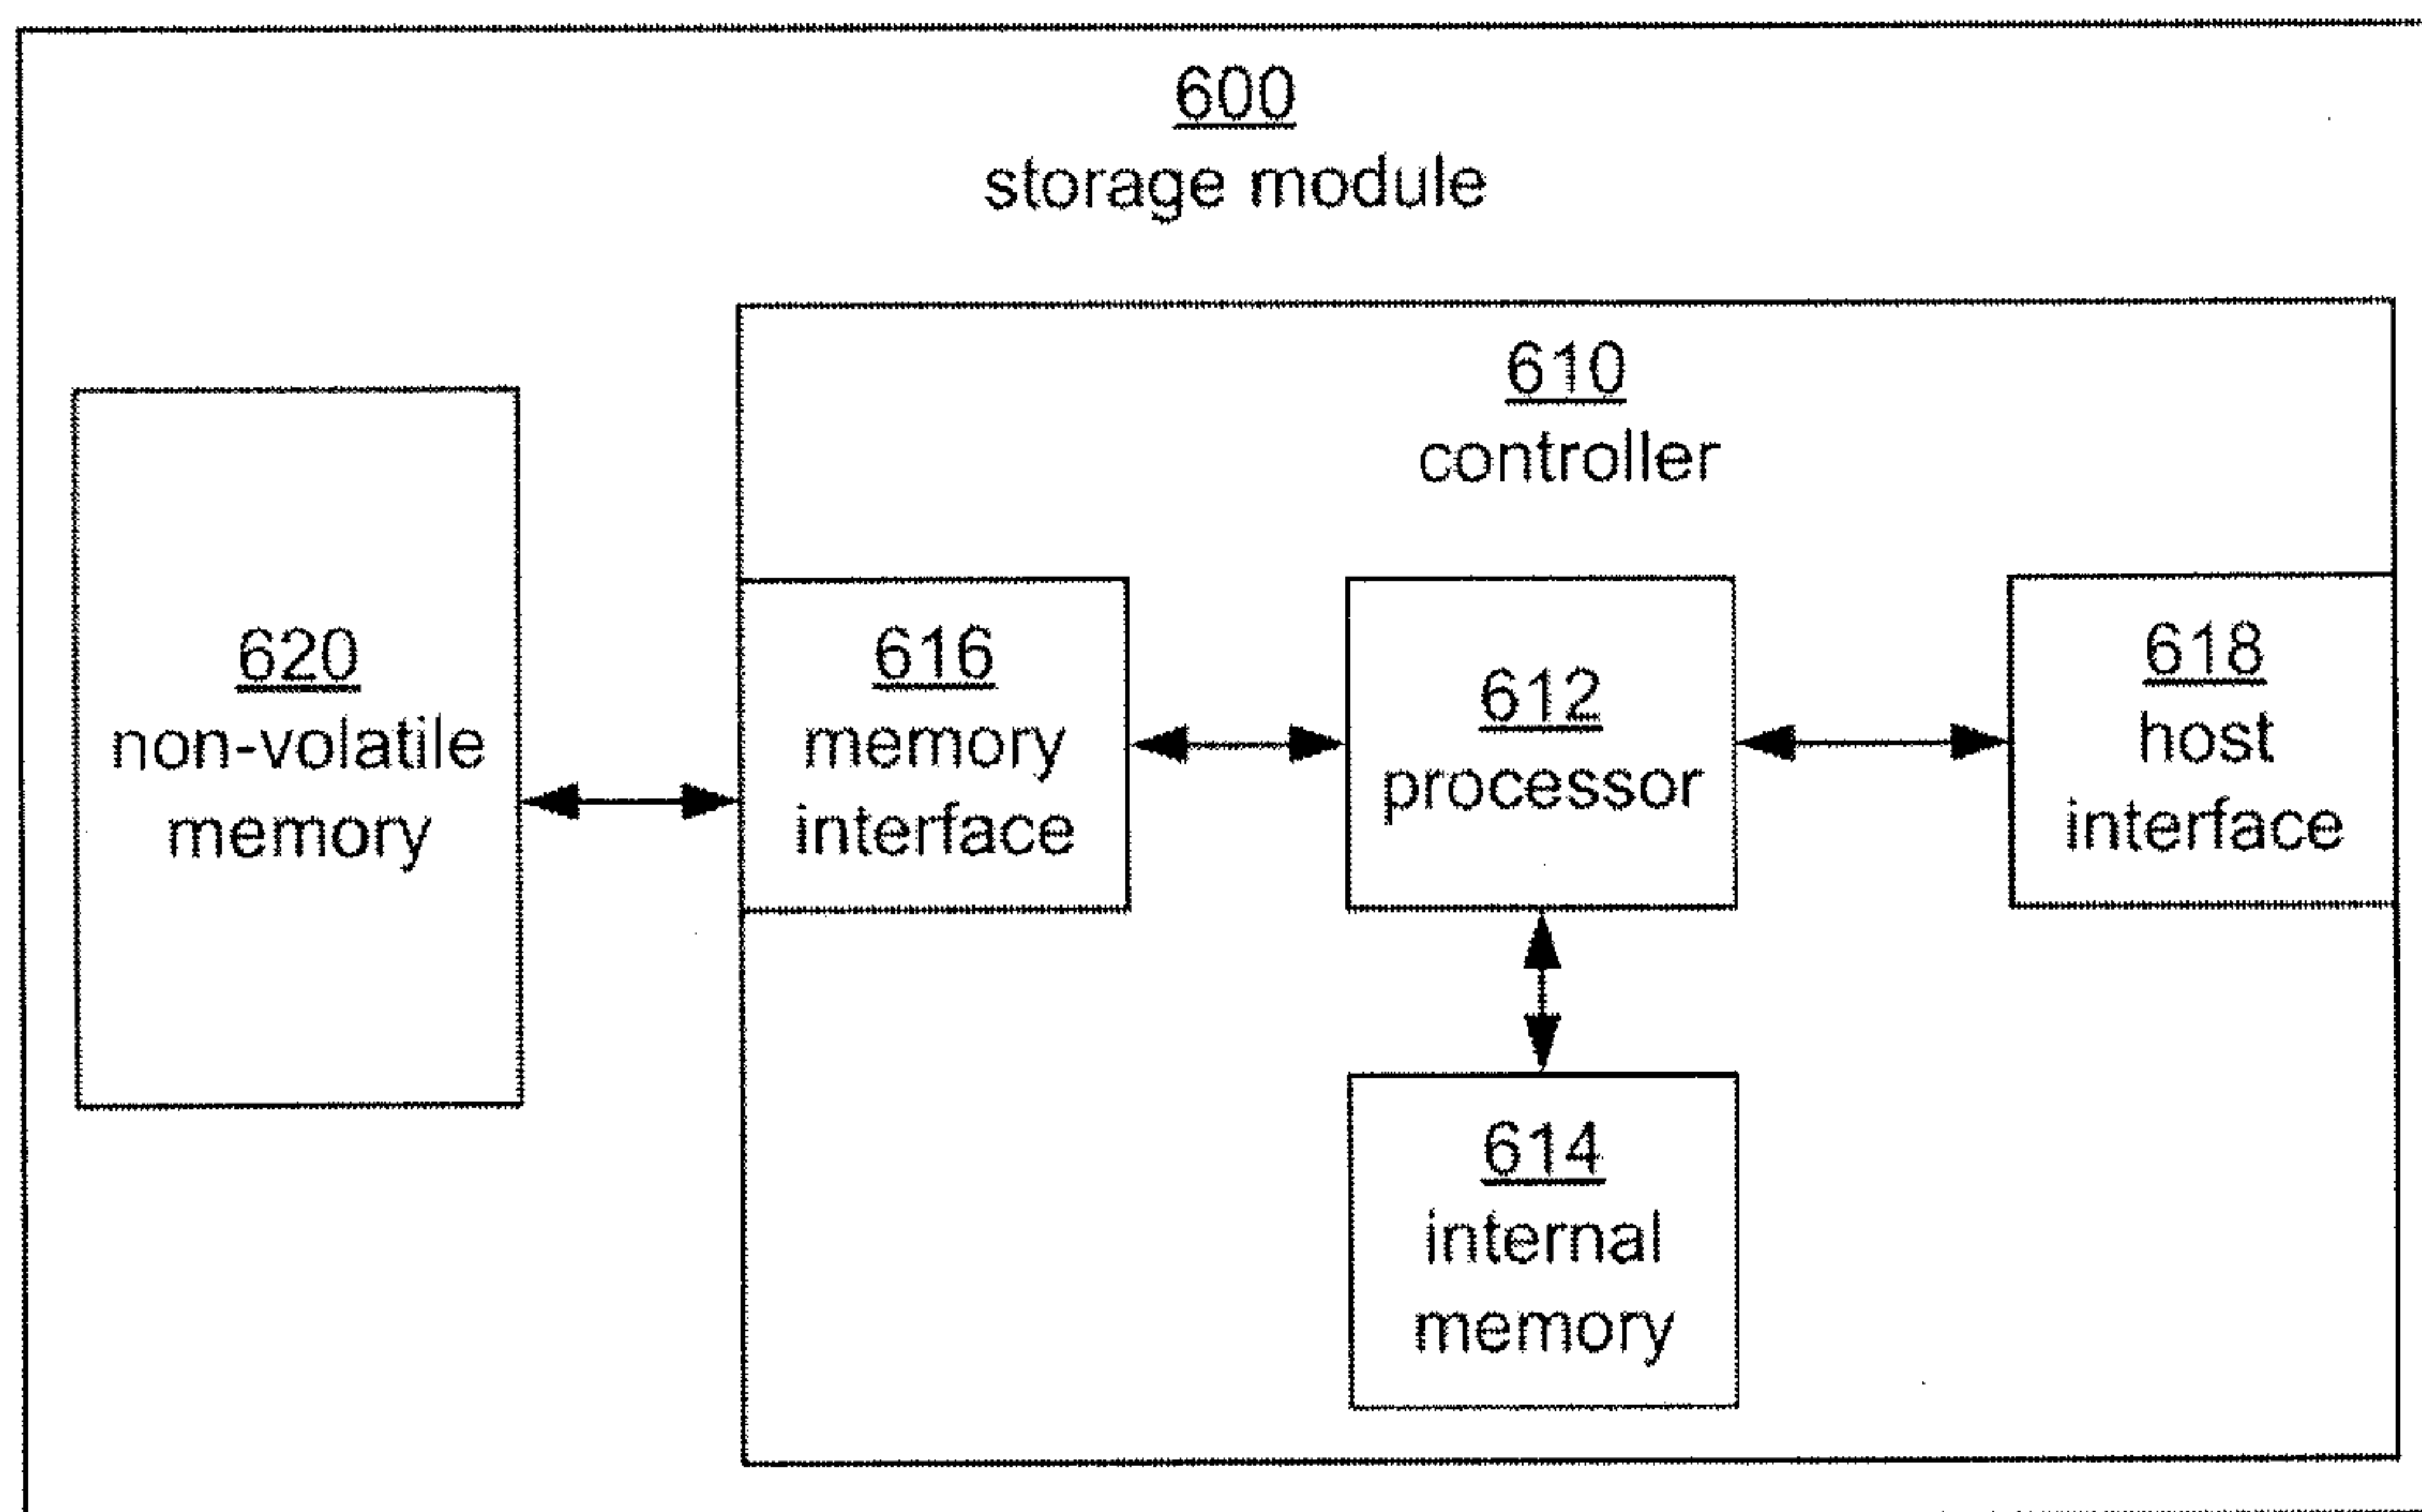 600
storage module
610
controller
620
non-volatile
memory
616
memory
interface
612
processor
618
host
interface
614
internal
memory